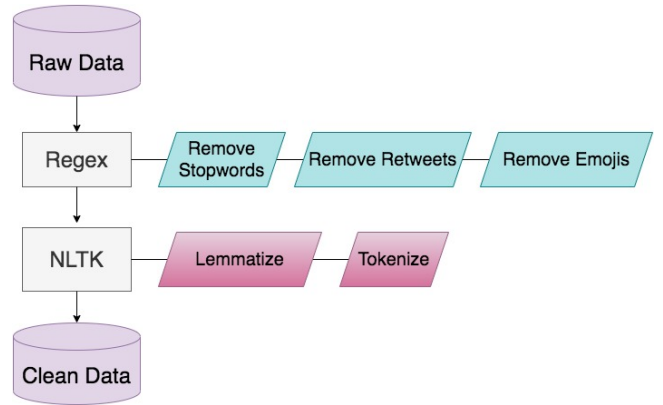 Raw Data
Regex
Remove
Stopwords
Remove Retweets
Remove Emojis
NLTK
Lemmatize
Tokenize
Clean Data